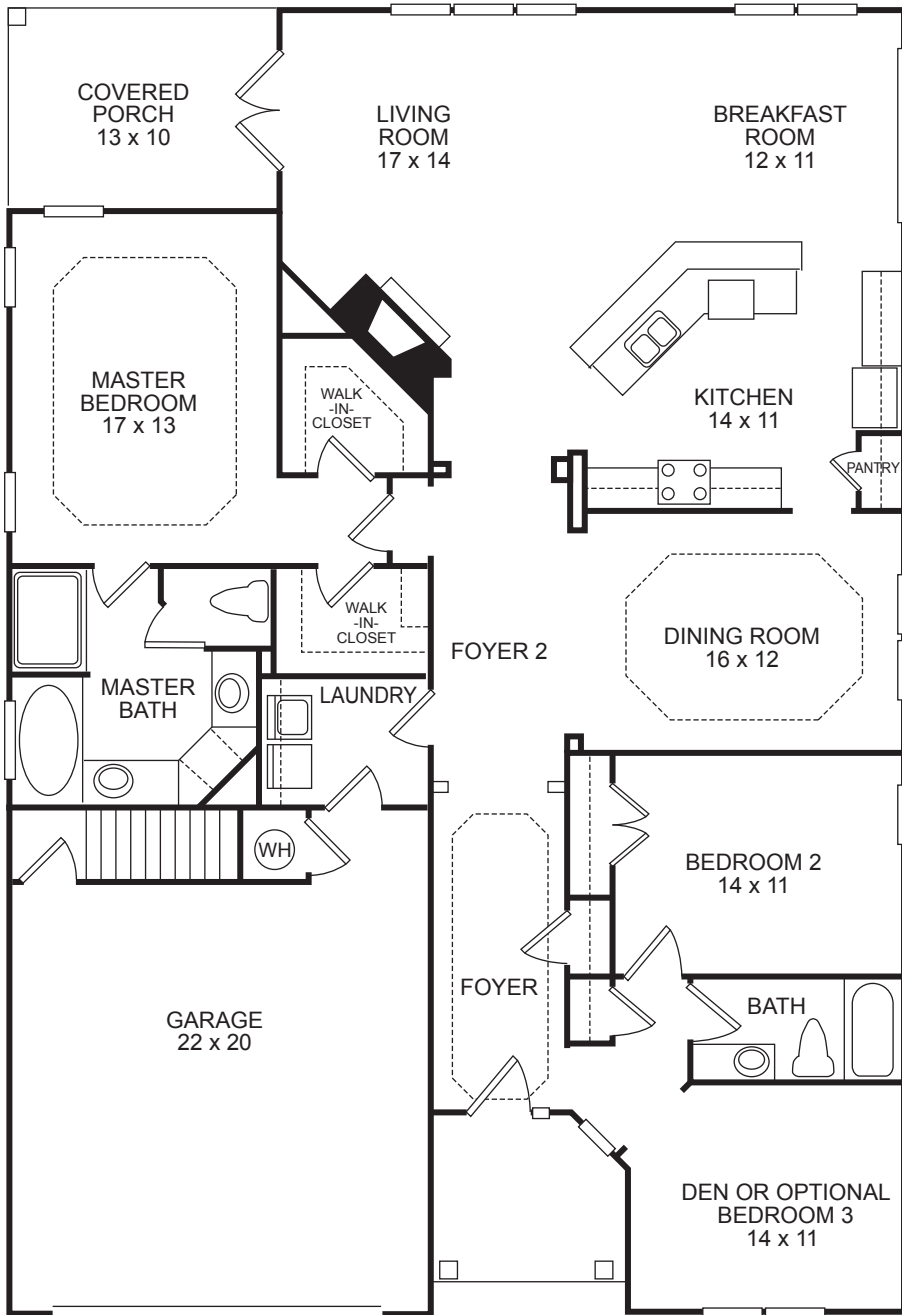 COVERED
PORCH
13 x 10
LIVING
ROOM
17 x 14
BREAKFAST
ROOM
12 x 11
MASTER
BEDROOM
17 x 13
WALK
-IN-
CLOSET
KITCHEN
14 x 11
PANTRY
WALK
-IN-
CLOSET
FOYER 2
DINING ROOM
16 x 12
MASTER
BATH
LAUNDRY
WH
BEDROOM 2
14 x 11
FOYER
BATH
GARAGE
22 x 20
DEN OR OPTIONAL
BEDROOM 3
14 x 11